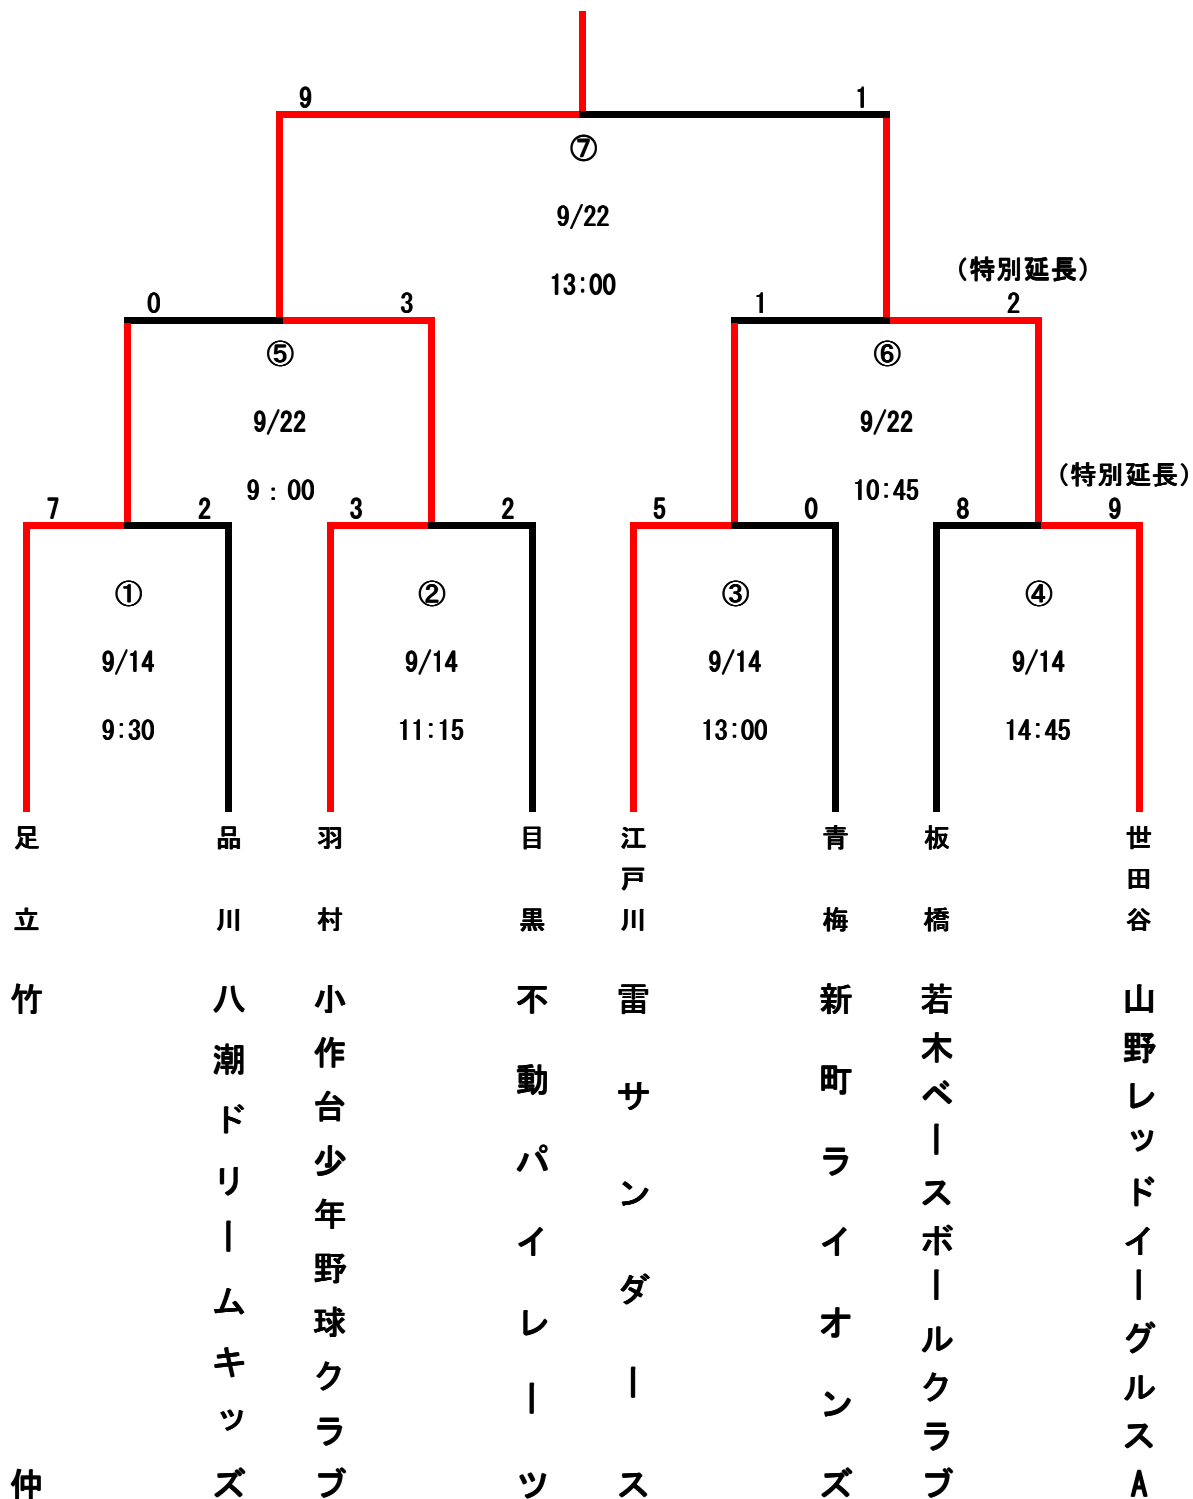 9 1
⑦
9/22
13:00
(特別延長)
0 3
1 2
⑤
9/22
9：00
⑥
9/22
10:45
(特別延長)
7 2
3 2
5 0
8 9
①
9/14
9:30
②
9/14
11:15
③
9/14
13:00
④
9/14
14:45
足立
竹仲
品川
八潮ドリームキッズ
羽村
小作台少年野球クラブ
目黒
不動パイレーツ
江戸川
雷サンダース
青梅
新町ライオンズ
板橋
若木ベースボールクラブ
世田谷
山野レッドイーグルスA